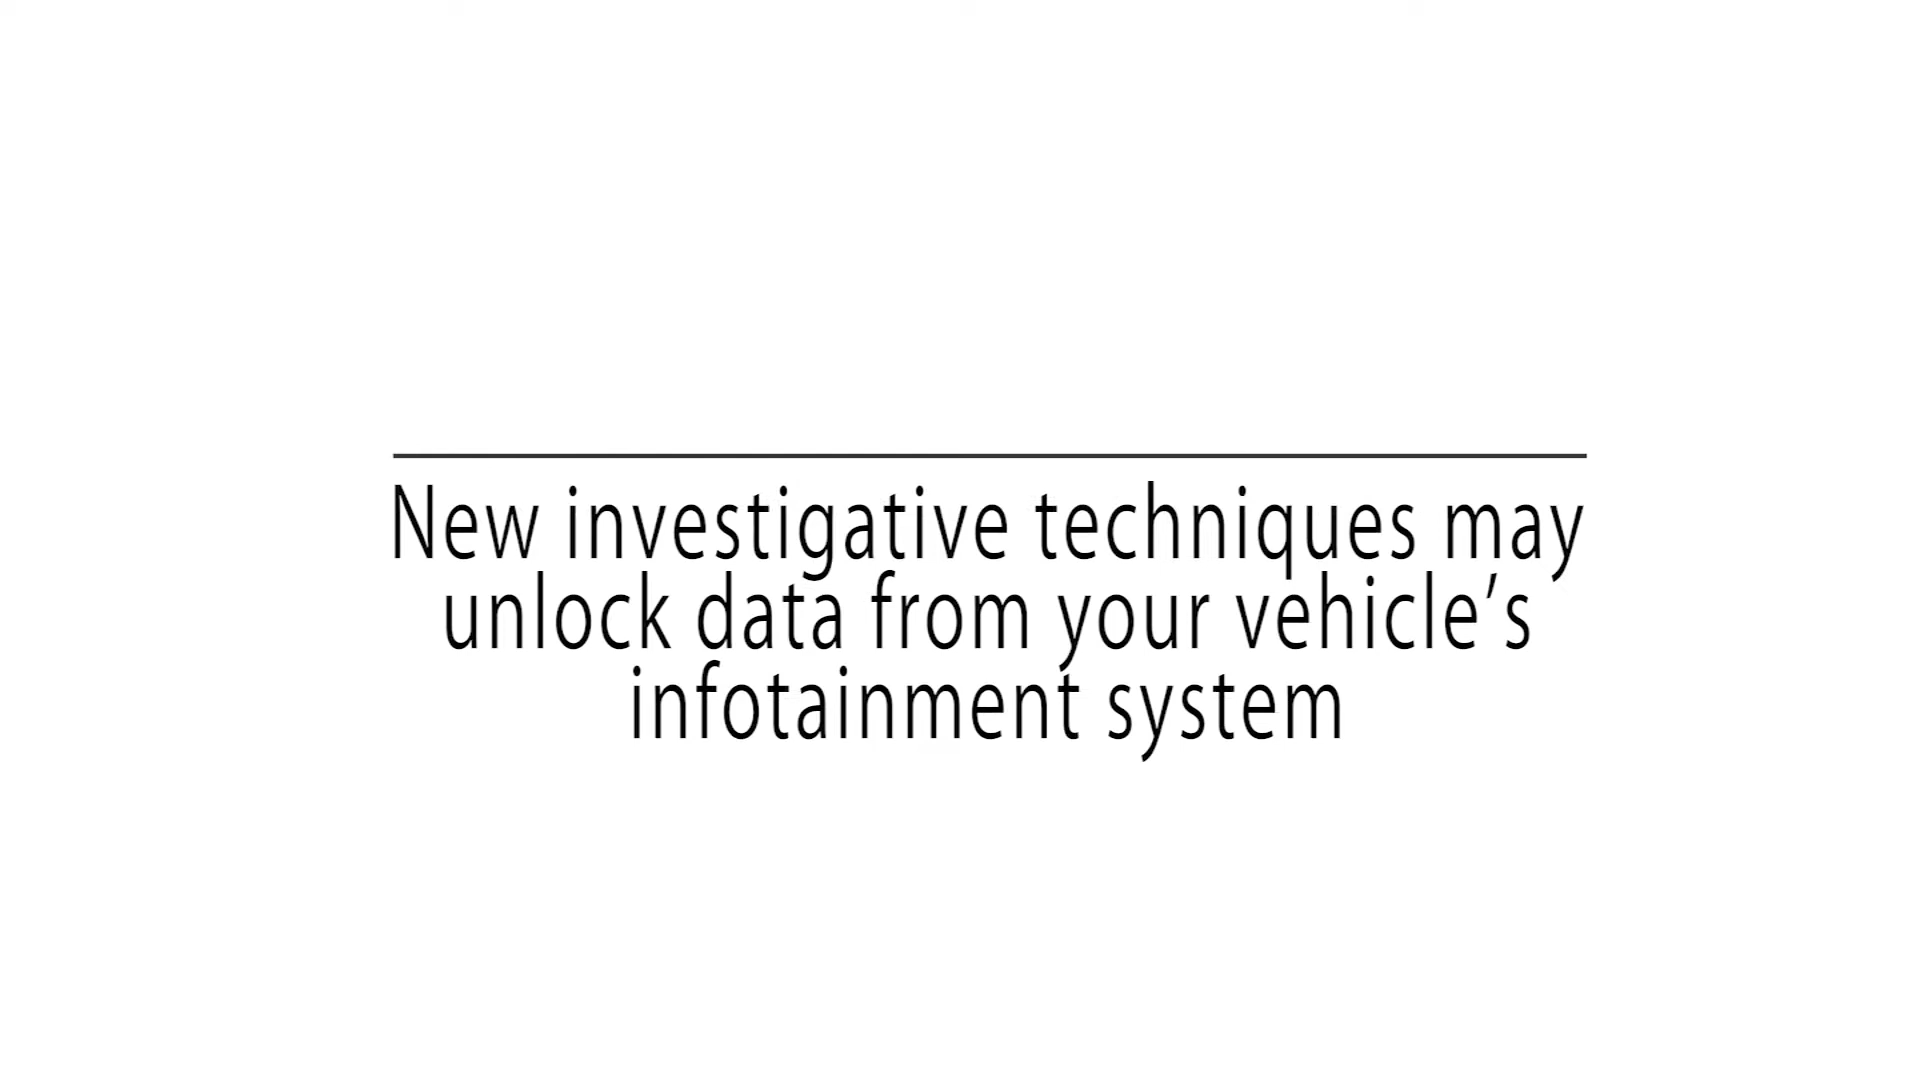 New investigative techniques may
unlock data from your vehicle’s
infotainment system